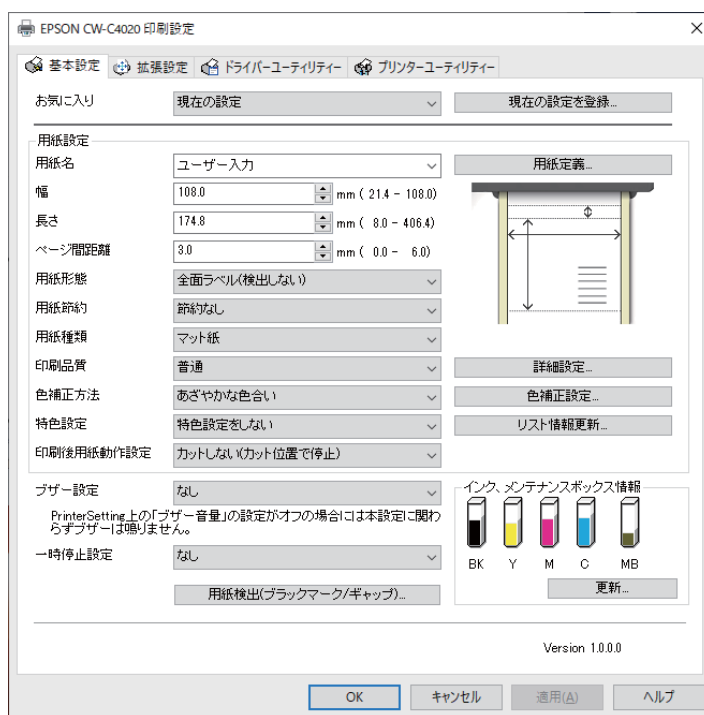 EPSON CW-C4020 印刷設定
基本設定 拡張設定 ドライバーユーティリティー プリンターユーティリティー
お気に入り 現在の設定 現在の設定を登録...
用紙設定
用紙名 ユーザー入力 用紙定義...
幅 108.0 mm ( 21.4 - 108.0)
長さ 174.8 mm ( 8.0 - 406.4)
ページ間距離 3.0 mm ( 0.0 - 6.0)
用紙形態 全面ラベル(検出しない)
用紙節約 節約なし
用紙種類 マット紙
印刷品質 普通 詳細設定...
色補正方法 あざやかな色合い 色補正設定...
特色設定 特色設定をしない リスト情報更新...
印刷後用紙動作設定 カットしない(カット位置で停止)
ブザー設定 なし
PrinterSetting上の「ブザー音量」の設定がオフの場合には本設定に関わ
らずブザーは鳴りません。
一時停止設定 なし
用紙検出(ブラックマーク/ギャップ)...
インク、メンテナンスボックス情報
BK Y M C MB
更新...
Version 1.0.0.0
OK キャンセル 適用(A) ヘルプ